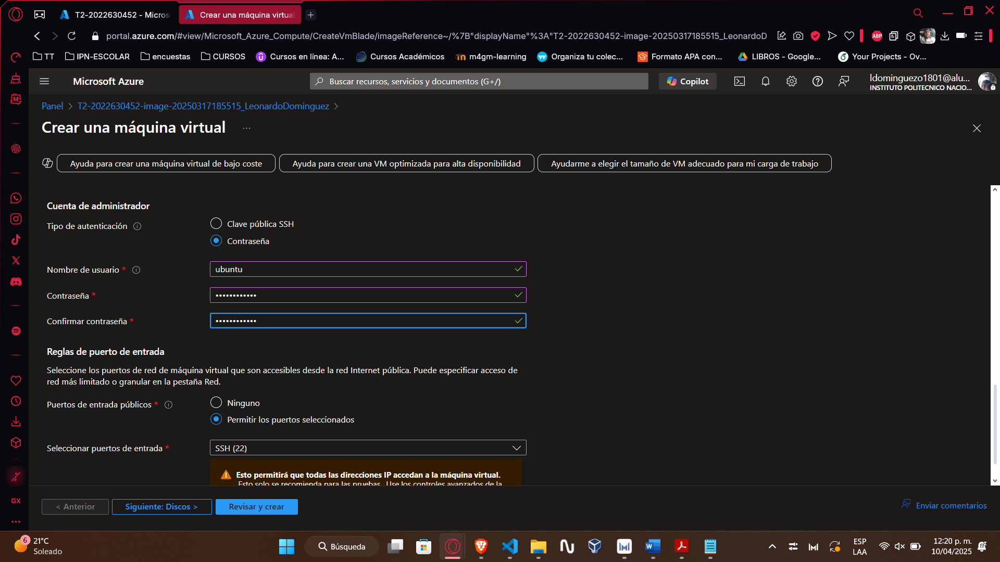 T2-2022630452 - Micros
Crear una máquina virtual
portal.azure.com/#view/Microsoft_Azure_Compute/CreateVmBlade/imageReference~/%7B"displayName"%3A"T2-2022630452-image-20250317185515_LeonardoD
ABP
TT
IPN-ESCOLAR
encuestas
CURSOS
Cursos en línea: A...
Cursos Académicos
m4gm-learning
Organiza tu colec...
Formato APA con...
LIBROS - Google...
Your Projects - Ov...
Microsoft Azure
Buscar recursos, servicios y documentos (G+/)
Copilot
ldominguezo1801@alu...
INSTITUTO POLITECNICO NACIO...
Panel > T2-2022630452-image-20250317185515_LeonardoDominguez >
Crear una máquina virtual ...
Ayuda para crear una máquina virtual de bajo coste
Ayuda para crear una VM optimizada para alta disponibilidad
Ayudarme a elegir el tamaño de VM adecuado para mi carga de trabajo
Cuenta de administrador
Tipo de autenticación
Clave pública SSH
Contraseña
Nombre de usuario *
ubuntu
Contraseña *
••••••••••••
Confirmar contraseña *
••••••••••••
Reglas de puerto de entrada
Seleccione los puertos de red de máquina virtual que son accesibles desde la red Internet pública. Puede especificar acceso de
red más limitado o granular en la pestaña Red.
Puertos de entrada públicos *
Ninguno
Permitir los puertos seleccionados
Seleccionar puertos de entrada *
SSH (22)
Esto permitirá que todas las direcciones IP accedan a la máquina virtual.
Esto solo se recomienda para las pruebas. Use los controles avanzados de la
< Anterior
Siguiente: Discos >
Revisar y crear
Enviar comentarios
GX
6
21°C
Soleado
Búsqueda
ESP
LAA
12:20 p. m.
10/04/2025